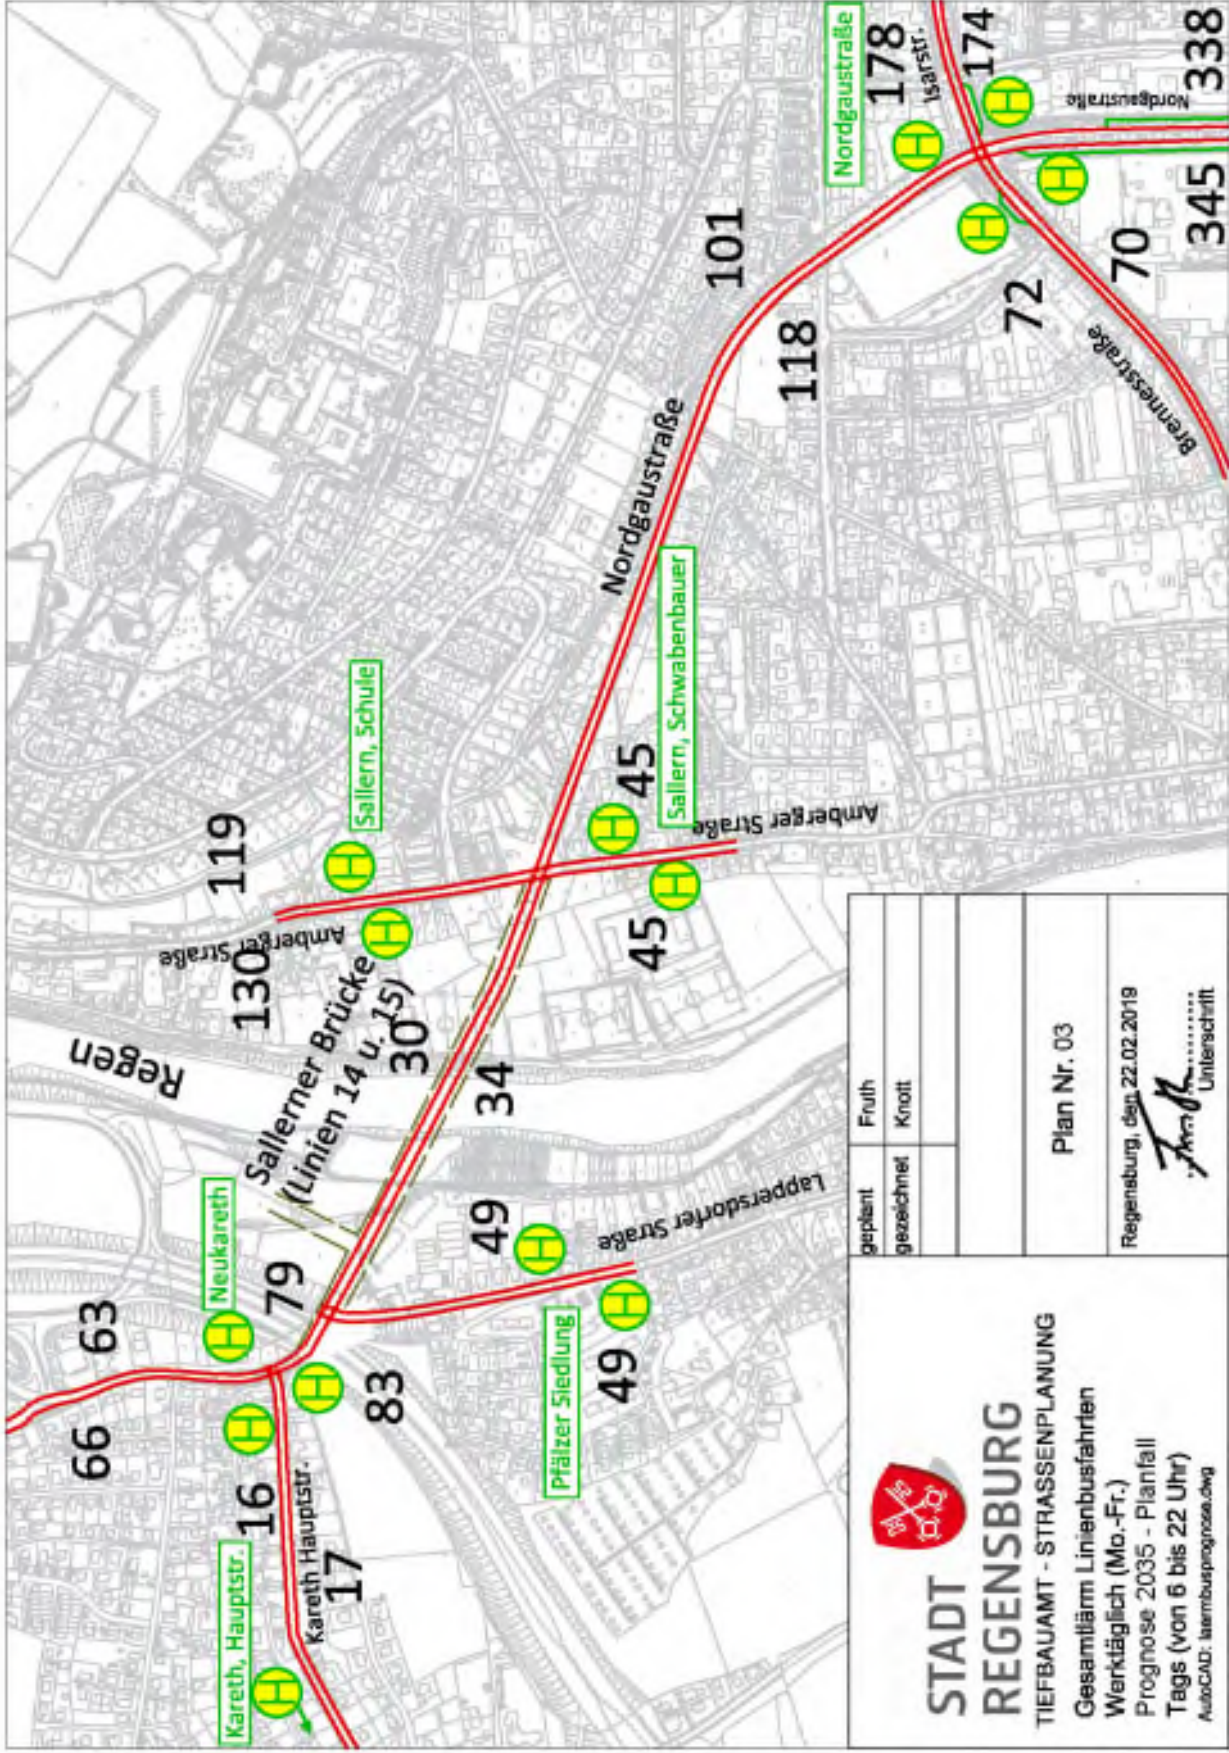 66
63
Kareth, Hauptstr.
16
Kareth Hauptstr.
17
Neukareth
79
83
Pfälzer Siedlung
49
49
Lappersdorfer Straße
Regen
Sallerner Brücke
(Linien 14 u. 15)
30
34
130
119
Amberger Straße
Sallern, Schule
45
45
Sallern, Schwabenbauer
Amberger Straße
Nordgaustraße
101
118
Nordgaustraße
178
Isarstr.
174
Nordgaustraße
338
345
70
72
Brennesstraße
H
H
H
H
H
H
H
H
H
H
H
H
H
H
STADT
REGENSBURG
TIEFBAUAMT - STRASSENPLANUNG
Gesamtlärm Linienbusfahrten
Werktäglich (Mo.-Fr.)
Prognose 2035 - Planfall
Tags (von 6 bis 22 Uhr)
AutoCAD: laermbusprognose.dwg
geplant Fruth
gezeichnet Knott
Plan Nr. 03
Regensburg, den 22.02.2019
Unterschrift